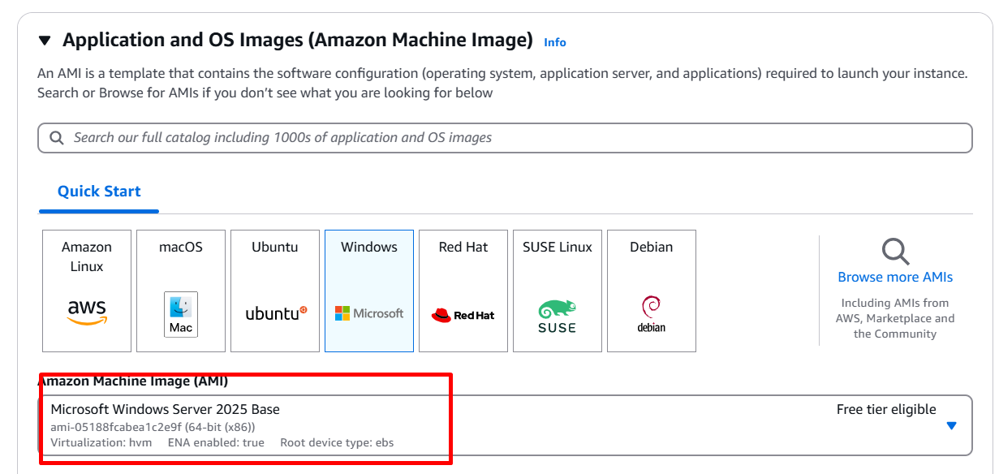 Application and OS Images (Amazon Machine Image) Info
An AMI is a template that contains the software configuration (operating system, application server, and applications) required to launch your instance.
Search or Browse for AMIs if you don’t see what you are looking for below
Search our full catalog including 1000s of application and OS images
Quick Start
Amazon
Linux
aws
macOS
Mac
Ubuntu
ubuntu
Windows
Microsoft
Red Hat
Red Hat
SUSE Linux
SUSE
Debian
debian
Browse more AMIs
Including AMIs from
AWS, Marketplace and
the Community
Amazon Machine Image (AMI)
Microsoft Windows Server 2025 Base
Free tier eligible
ami-05188fcabea1c2e9f (64-bit (x86))
Virtualization: hvm ENA enabled: true Root device type: ebs